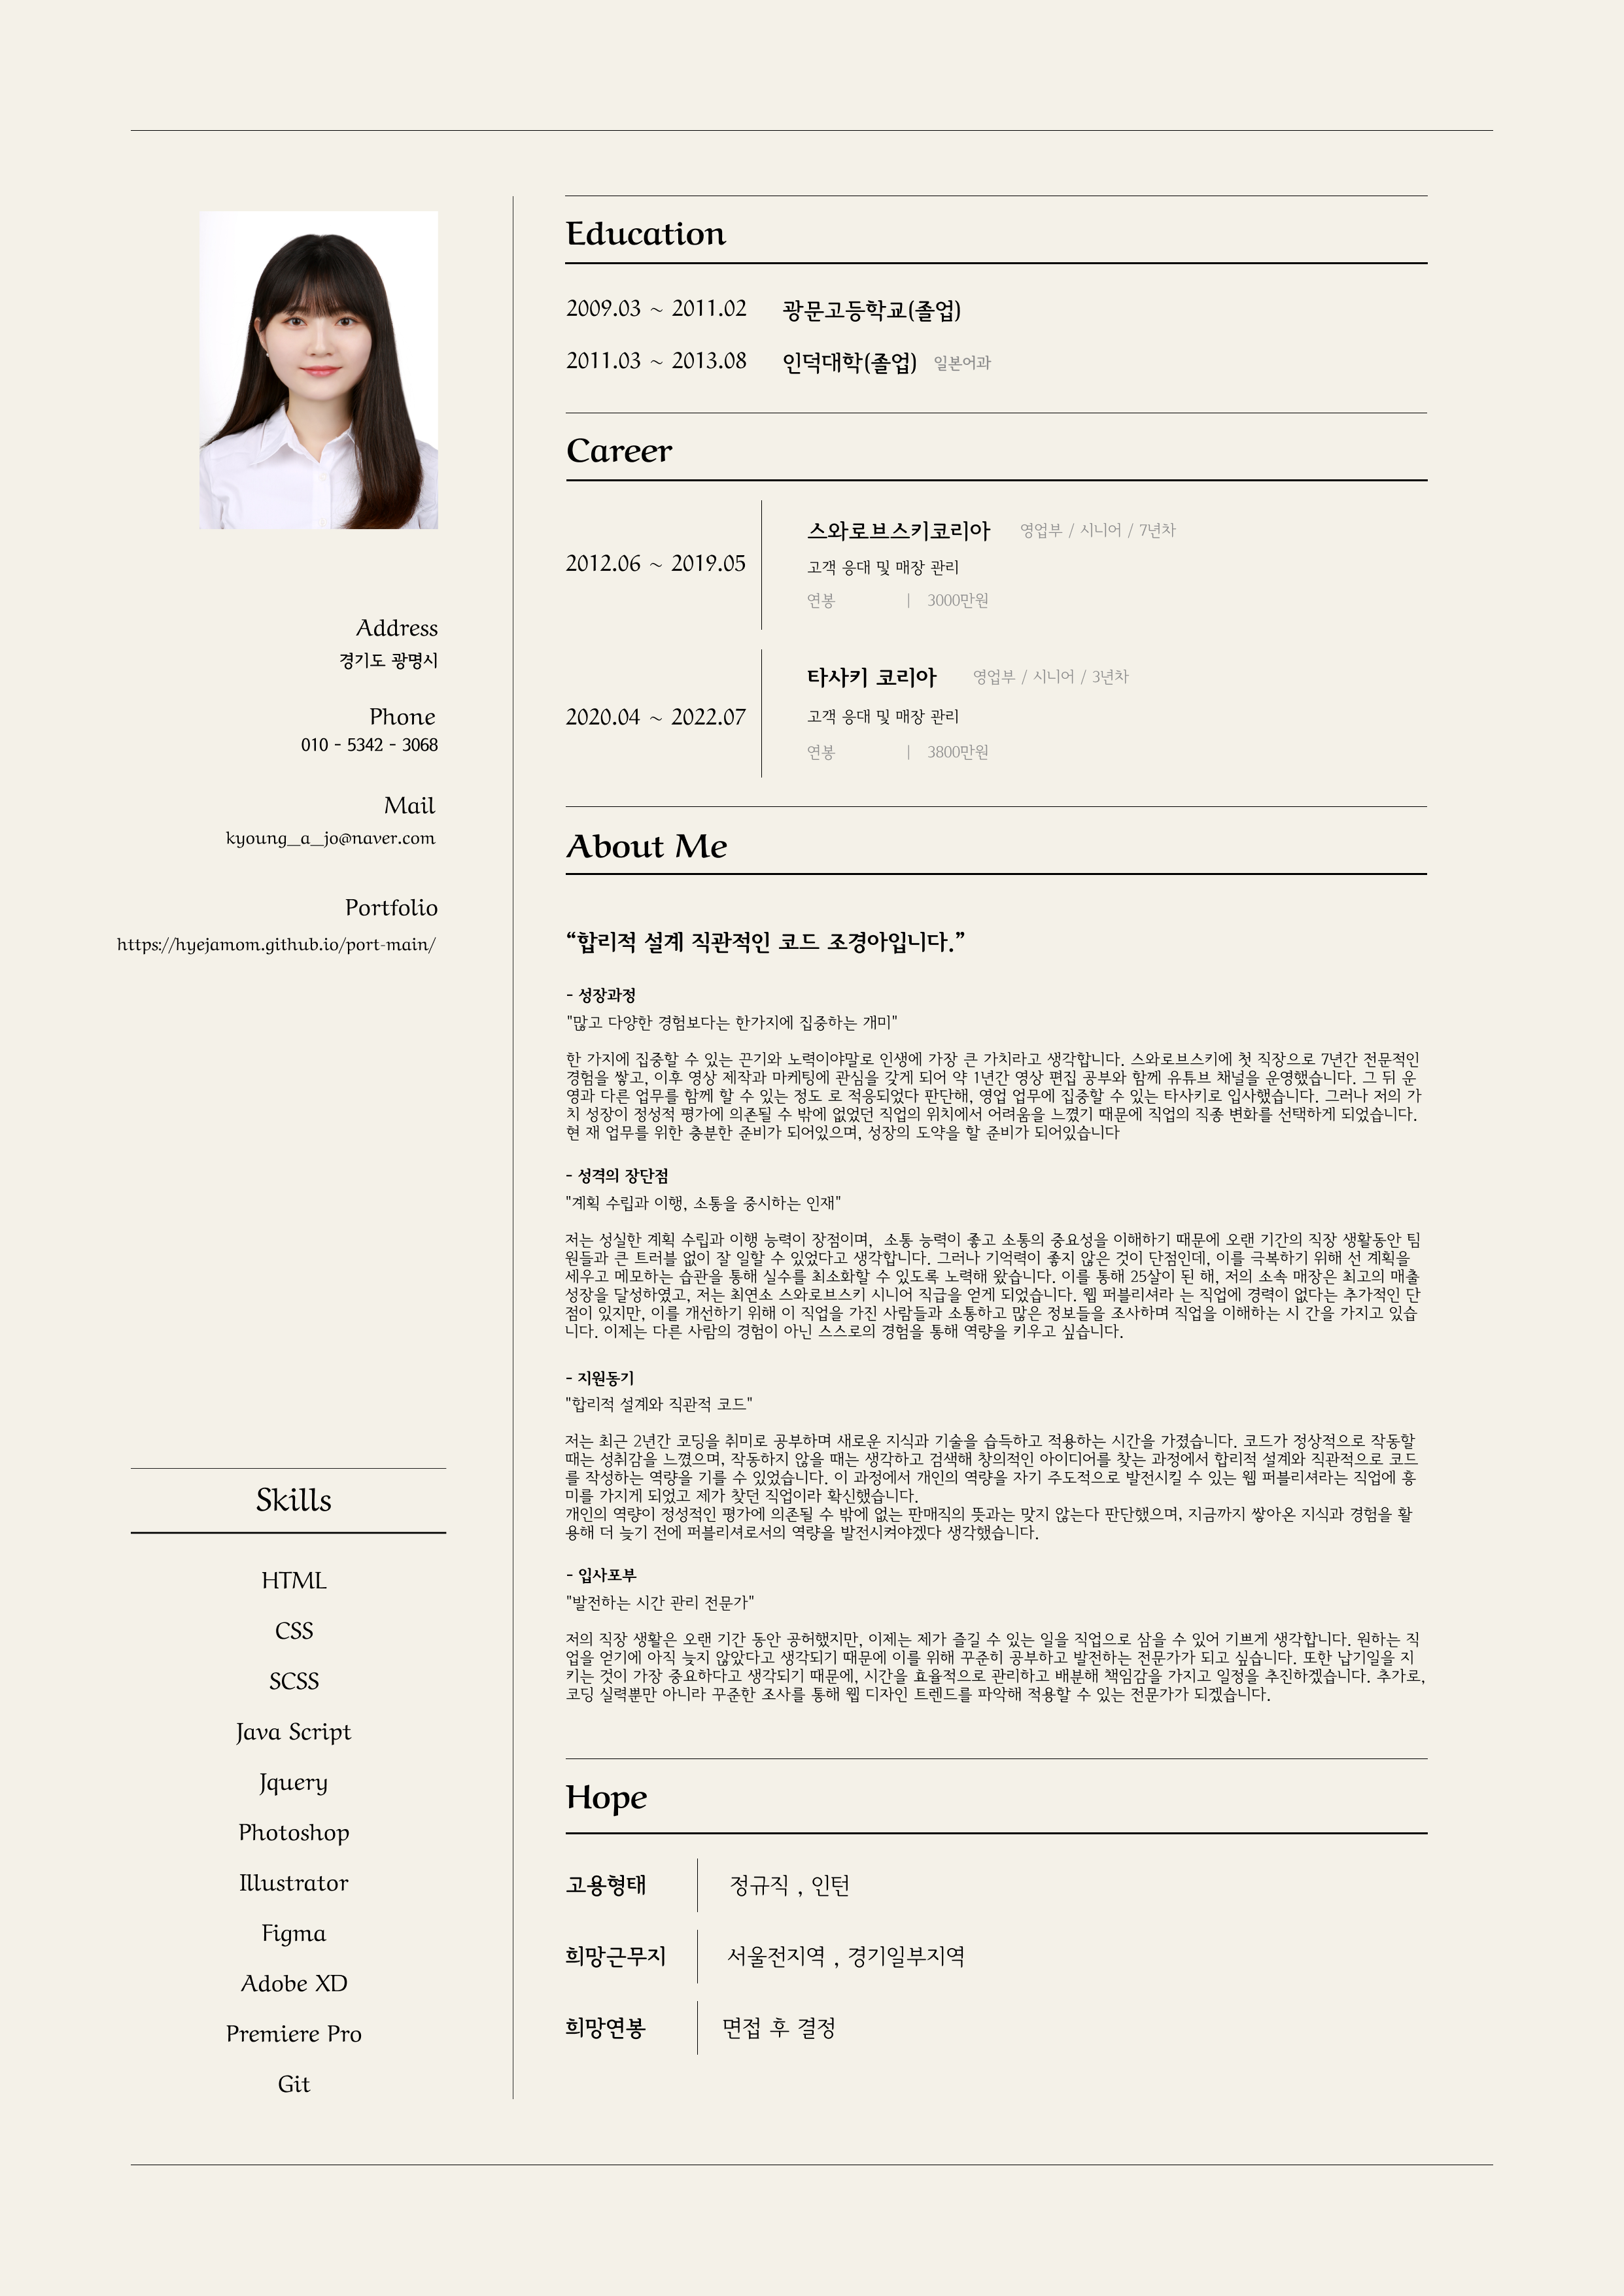 Address
경기도 광명시
Phone
010 - 5342 - 3068
Mail
kyoung_a_jo@naver.com
Portfolio
https://hyejamom.github.io/port-main/
Skills
HTML
CSS
SCSS
Java Script
Jquery
Photoshop
Illustrator
Figma
Adobe XD
Premiere Pro
Git
Education
2009.03 ~ 2011.02 광문고등학교(졸업)
2011.03 ~ 2013.08 인덕대학(졸업) 일본어과
Career
2012.06 ~ 2019.05
스와로브스키코리아 영업부 / 시니어 / 7년차
고객 응대 및 매장 관리
연봉 | 3000만원
2020.04 ~ 2022.07
타사키 코리아 영업부 / 시니어 / 3년차
고객 응대 및 매장 관리
연봉 | 3800만원
About Me
“합리적 설계 직관적인 코드 조경아입니다.”
- 성장과정
"많고 다양한 경험보다는 한가지에 집중하는 개미"
한 가지에 집중할 수 있는 끈기와 노력이야말로 인생에 가장 큰 가치라고 생각합니다. 스와로브스키에 첫 직장으로 7년간 전문적인
경험을 쌓고, 이후 영상 제작과 마케팅에 관심을 갖게 되어 약 1년간 영상 편집 공부와 함께 유튜브 채널을 운영했습니다. 그 뒤 운
영과 다른 업무를 함께 할 수 있는 정도 로 적응되었다 판단해, 영업 업무에 집중할 수 있는 타사키로 입사했습니다. 그러나 저의 가
치 성장이 정성적 평가에 의존될 수 밖에 없었던 직업의 위치에서 어려움을 느꼈기 때문에 직업의 직종 변화를 선택하게 되었습니다.
현 재 업무를 위한 충분한 준비가 되어있으며, 성장의 도약을 할 준비가 되어있습니다
- 성격의 장단점
"계획 수립과 이행, 소통을 중시하는 인재"
저는 성실한 계획 수립과 이행 능력이 장점이며,  소통 능력이 좋고 소통의 중요성을 이해하기 때문에 오랜 기간의 직장 생활동안 팀
원들과 큰 트러블 없이 잘 일할 수 있었다고 생각합니다. 그러나 기억력이 좋지 않은 것이 단점인데, 이를 극복하기 위해 선 계획을
세우고 메모하는 습관을 통해 실수를 최소화할 수 있도록 노력해 왔습니다. 이를 통해 25살이 된 해, 저의 소속 매장은 최고의 매출
성장을 달성하였고, 저는 최연소 스와로브스키 시니어 직급을 얻게 되었습니다. 웹 퍼블리셔라 는 직업에 경력이 없다는 추가적인 단
점이 있지만, 이를 개선하기 위해 이 직업을 가진 사람들과 소통하고 많은 정보들을 조사하며 직업을 이해하는 시 간을 가지고 있습
니다. 이제는 다른 사람의 경험이 아닌 스스로의 경험을 통해 역량을 키우고 싶습니다.
- 지원동기
"합리적 설계와 직관적 코드"
저는 최근 2년간 코딩을 취미로 공부하며 새로운 지식과 기술을 습득하고 적용하는 시간을 가졌습니다. 코드가 정상적으로 작동할
때는 성취감을 느꼈으며, 작동하지 않을 때는 생각하고 검색해 창의적인 아이디어를 찾는 과정에서 합리적 설계와 직관적으로 코드
를 작성하는 역량을 기를 수 있었습니다. 이 과정에서 개인의 역량을 자기 주도적으로 발전시킬 수 있는 웹 퍼블리셔라는 직업에 흥
미를 가지게 되었고 제가 찾던 직업이라 확신했습니다.
개인의 역량이 정성적인 평가에 의존될 수 밖에 없는 판매직의 뜻과는 맞지 않는다 판단했으며, 지금까지 쌓아온 지식과 경험을 활
용해 더 늦기 전에 퍼블리셔로서의 역량을 발전시켜야겠다 생각했습니다.
- 입사포부
"발전하는 시간 관리 전문가"
저의 직장 생활은 오랜 기간 동안 공허했지만, 이제는 제가 즐길 수 있는 일을 직업으로 삼을 수 있어 기쁘게 생각합니다. 원하는 직
업을 얻기에 아직 늦지 않았다고 생각되기 때문에 이를 위해 꾸준히 공부하고 발전하는 전문가가 되고 싶습니다. 또한 납기일을 지
키는 것이 가장 중요하다고 생각되기 때문에, 시간을 효율적으로 관리하고 배분해 책임감을 가지고 일정을 추진하겠습니다. 추가로,
코딩 실력뿐만 아니라 꾸준한 조사를 통해 웹 디자인 트렌드를 파악해 적용할 수 있는 전문가가 되겠습니다.
Hope
고용형태 정규직 , 인턴
희망근무지 서울전지역 , 경기일부지역
희망연봉 면접 후 결정